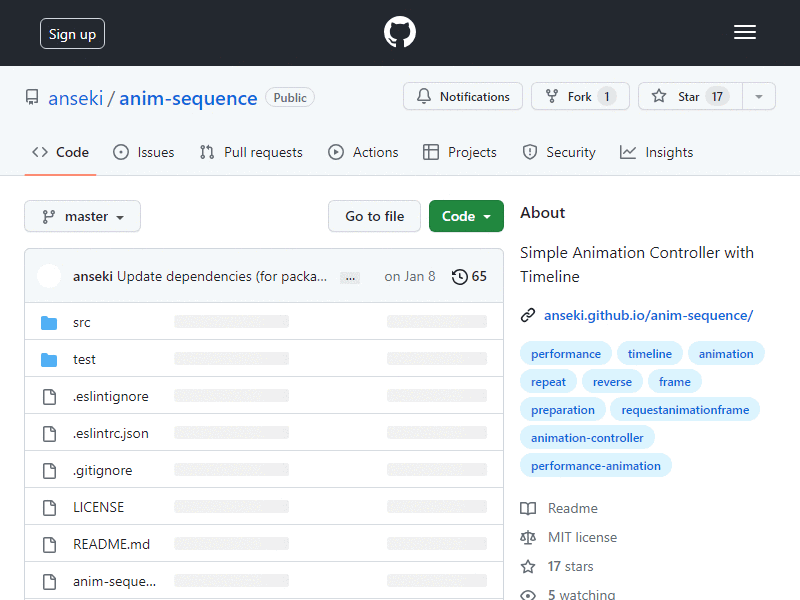 Sign up
anseki / anim-sequence Public
Notifications Fork 1 Star 17
Code Issues Pull requests Actions Projects Security Insights
master Go to file Code
anseki Update dependencies (for packa... ... on Jan 8 65
src
test
.eslintignore
.eslintrc.json
.gitignore
LICENSE
README.md
anim-seque...
About
Simple Animation Controller with
Timeline
anseki.github.io/anim-sequence/
performance timeline animation
repeat reverse frame
preparation requestanimationframe
animation-controller
performance-animation
Readme
MIT license
17 stars
5 watching